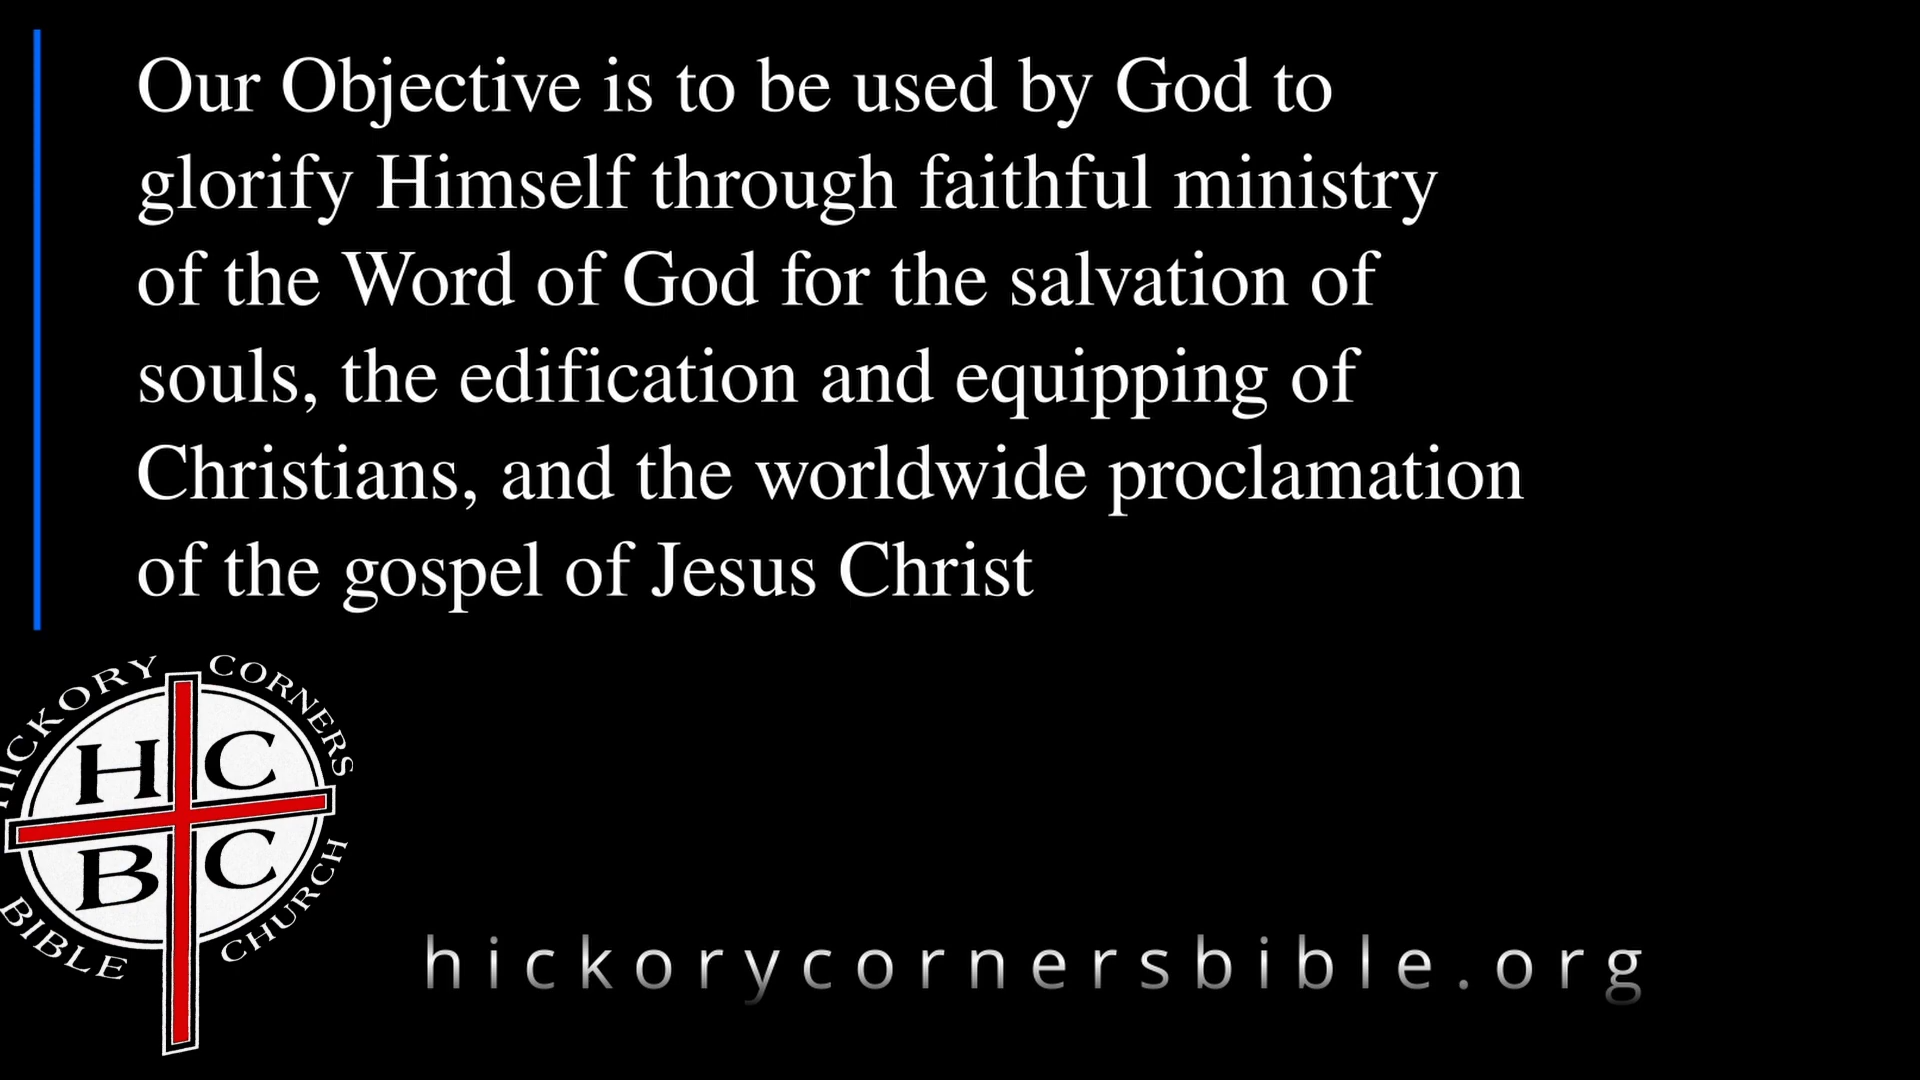 Our Objective is to be used by God to
glorify Himself through faithful ministry
of the Word of God for the salvation of
souls, the edification and equipping of
Christians, and the worldwide proclamation
of the gospel of Jesus Christ
HICKORY CORNERS
H C
B C
BIBLE CHURCH
hickorycornersbible.org